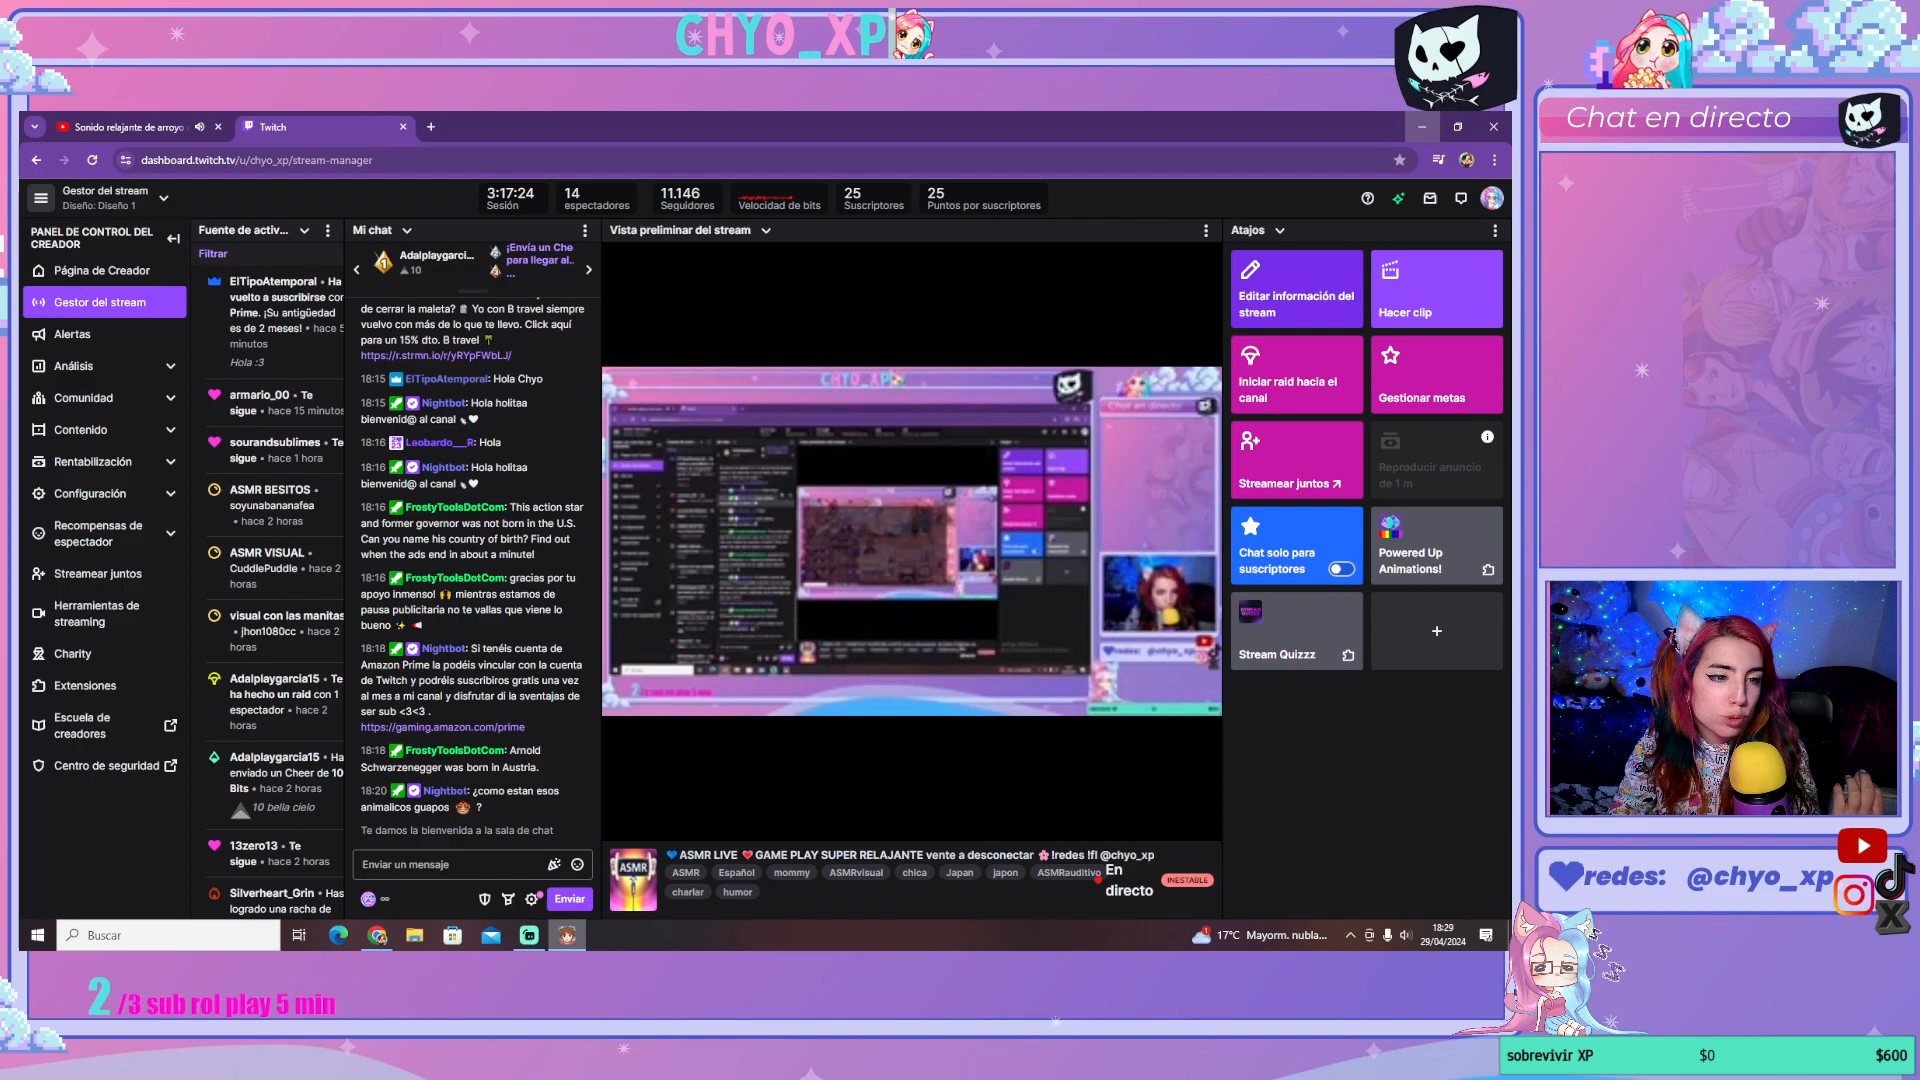 CHYO_XP
Chat en directo
Sonido relajante de arroyo
Twitch
dashboard.twitch.tv/u/chyo_xp/stream-manager
Gestor del stream
Diseño: Diseño 1
3:17:24
Sesión
14
espectadores
11.146
Seguidores
Velocidad de bits
25
Suscriptores
25
Puntos por suscriptores
PANEL DE CONTROL DEL
CREADOR
Página de Creador
Gestor del stream
Alertas
Análisis
Comunidad
Contenido
Rentabilización
Configuración
Recompensas de
espectador
Streamear juntos
Herramientas de
streaming
Charity
Extensiones
Escuela de
creadores
Centro de seguridad
Fuente de activ...
Filtrar
ElTipoAtemporal • Ha
vuelto a suscribirse con
Prime. ¡Su antigüedad
es de 2 meses! • hace 5
minutos
Hola :3
armario_00 • Te
sigue • hace 15 minutos
sourandsublimes • Te
sigue • hace 1 hora
ASMR BESITOS •
soyunabananafea
• hace 2 horas
ASMR VISUAL •
CuddlePuddle • hace 2
horas
visual con las manitas
• jhon1080cc • hace 2
horas
Adalplaygarcia15 • Te
ha hecho un raid con 1
espectador • hace 2
horas
Adalplaygarcia15 • Ha
enviado un Cheer de 10
Bits • hace 2 horas
10 bella cielo
13zero13 • Te
sigue • hace 2 horas
Silverheart_Grin • Has
logrado una racha de
Mi chat
1
Adalplaygarci...
10
2
3
¡Envía un Che
para llegar al..
...
de cerrar la maleta? Yo con B travel siempre
vuelvo con más de lo que te llevo. Click aquí
para un 15% dto. B travel 🌴
https://r.strmn.io/r/yRYpFWbLJ/
18:15 ElTipoAtemporal: Hola Chyo
18:15 Nightbot: Hola holitaa
bienvenid@ al canal
18:16 Leobardo___R: Hola
18:16 Nightbot: Hola holitaa
bienvenid@ al canal
18:16 FrostyToolsDotCom: This action star
and former governor was not born in the U.S.
Can you name his country of birth? Find out
when the ads end in about a minute!
18:16 FrostyToolsDotCom: gracias por tu
apoyo inmenso! 🙌 mientras estamos de
pausa publicitaria no te vallas que viene lo
bueno ✨ 📢
18:18 Nightbot: Si tenéis cuenta de
Amazon Prime la podéis vincular con la cuenta
de Twitch y podréis suscribiros gratis una vez
al mes a mi canal y disfrutar di la sventajas de
ser sub <3<3 .
https://gaming.amazon.com/prime
18:18 FrostyToolsDotCom: Arnold
Schwarzenegger was born in Austria.
18:20 Nightbot: ¿como estan esos
animalicos guapos ?
Te damos la bienvenida a la sala de chat
Enviar un mensaje
Enviar
Vista preliminar del stream
CHYO_XP
Chat en directo
redes: @chyo_xp
2 /3 sub rol play 5 min
ASMR
💙ASMR LIVE ❤️GAME PLAY SUPER RELAJANTE vente a desconectar 🌸!redes !fl @chyo_xp
ASMR Español mommy ASMRvisual chica Japan japon ASMRauditivo
charlar humor
En
directo
INESTABLE
Atajos
Editar información del
stream
Hacer clip
Iniciar raid hacia el
canal
Gestionar metas
Streamear juntos
Reproducir anuncio
de 1 m
Chat solo para
suscriptores
Powered Up
Animations!
Stream Quizzz
Buscar
1
17°C Mayorm. nubla...
18:29
29/04/2024
redes: @chyo_xp
2 /3 sub rol play 5 min
z z z
sobrevivir XP $0 $600